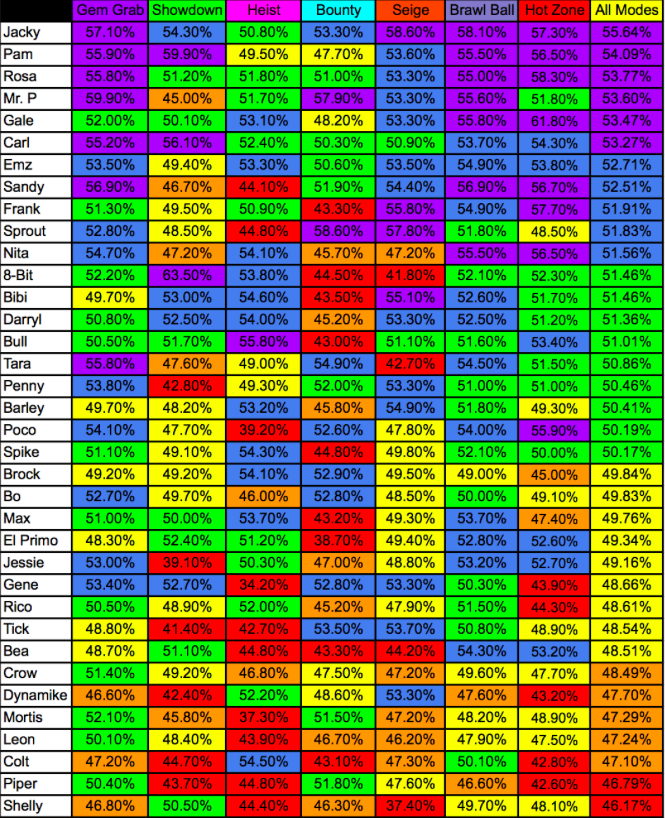 Gem Grab Showdown Heist Bounty Seige Brawl Ball Hot Zone All Modes
Jacky 57.10% 54.30% 50.80% 53.30% 58.60% 58.10% 57.30% 55.64%
Pam 55.90% 59.90% 49.50% 47.70% 53.60% 55.50% 56.50% 54.09%
Rosa 55.80% 51.20% 51.80% 51.00% 53.30% 55.00% 58.30% 53.77%
Mr. P 59.90% 45.00% 51.70% 57.90% 53.30% 55.60% 51.80% 53.60%
Gale 52.00% 50.10% 53.10% 48.20% 53.30% 55.80% 61.80% 53.47%
Carl 55.20% 56.10% 52.40% 50.30% 50.90% 53.70% 54.30% 53.27%
Emz 53.50% 49.40% 53.30% 50.60% 53.50% 54.90% 53.80% 52.71%
Sandy 56.90% 46.70% 44.10% 51.90% 54.40% 56.90% 56.70% 52.51%
Frank 51.30% 49.50% 50.90% 43.30% 55.80% 54.90% 57.70% 51.91%
Sprout 52.80% 48.50% 44.80% 58.60% 57.80% 51.80% 48.50% 51.83%
Nita 54.70% 47.20% 54.10% 45.70% 47.20% 55.50% 56.50% 51.56%
8-Bit 52.20% 63.50% 53.80% 44.50% 41.80% 52.10% 52.30% 51.46%
Bibi 49.70% 53.00% 54.60% 43.50% 55.10% 52.60% 51.70% 51.46%
Darryl 50.80% 52.50% 54.00% 45.20% 53.30% 52.50% 51.20% 51.36%
Bull 50.50% 51.70% 55.80% 43.00% 51.10% 51.60% 53.40% 51.01%
Tara 55.80% 47.60% 49.00% 54.90% 42.70% 54.50% 51.50% 50.86%
Penny 53.80% 42.80% 49.30% 52.00% 53.30% 51.00% 51.00% 50.46%
Barley 49.70% 48.20% 53.20% 45.80% 54.90% 51.80% 49.30% 50.41%
Poco 54.10% 47.70% 39.20% 52.60% 47.80% 54.00% 55.90% 50.19%
Spike 51.10% 49.10% 54.30% 44.80% 49.80% 52.10% 50.00% 50.17%
Brock 49.20% 49.20% 54.10% 52.90% 49.50% 49.00% 45.00% 49.84%
Bo 52.70% 49.70% 46.00% 52.80% 48.50% 50.00% 49.10% 49.83%
Max 51.00% 50.00% 53.70% 43.20% 49.30% 53.70% 47.40% 49.76%
El Primo 48.30% 52.40% 51.20% 38.70% 49.40% 52.80% 52.60% 49.34%
Jessie 53.00% 39.10% 50.30% 47.00% 48.80% 53.20% 52.70% 49.16%
Gene 53.40% 52.70% 34.20% 52.80% 53.30% 50.30% 43.90% 48.66%
Rico 50.50% 48.90% 52.00% 45.20% 47.90% 51.50% 44.30% 48.61%
Tick 48.80% 41.40% 42.70% 53.50% 53.70% 50.80% 48.90% 48.54%
Bea 48.70% 51.10% 44.80% 43.30% 44.20% 54.30% 53.20% 48.51%
Crow 51.40% 49.20% 46.80% 47.50% 47.20% 49.60% 47.70% 48.49%
Dynamike 46.60% 42.40% 52.20% 48.60% 53.30% 47.60% 43.20% 47.70%
Mortis 52.10% 45.80% 37.30% 51.50% 47.20% 48.20% 48.90% 47.29%
Leon 50.10% 48.40% 43.90% 46.70% 46.20% 47.90% 47.50% 47.24%
Colt 47.20% 44.70% 54.50% 43.10% 47.30% 50.10% 42.80% 47.10%
Piper 50.40% 43.70% 44.80% 51.80% 47.60% 46.60% 42.60% 46.79%
Shelly 46.80% 50.50% 44.40% 46.30% 37.40% 49.70% 48.10% 46.17%